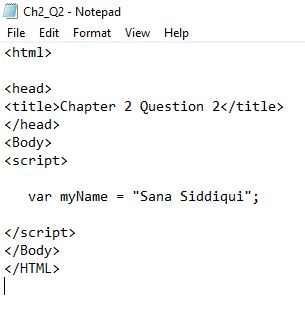 Ch2_Q2 - Notepad
File Edit Format View Help
<html>
<head>
<title>Chapter 2 Question 2</title>
</head>
<Body>
<script>
var myName = "Sana Siddiqui";
</script>
</Body>
</HTML>